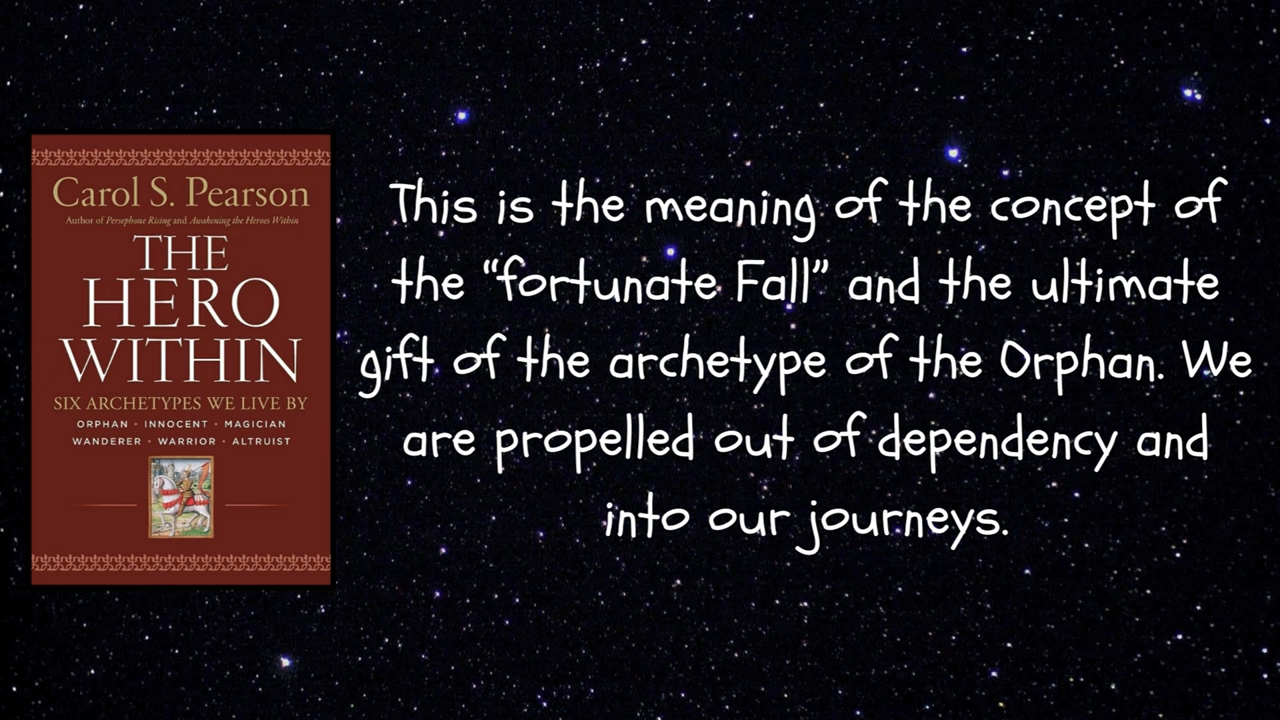 Carol S. Pearson
Author of Persephone Rising and Awakening the Heroes Within
THE
HERO
WITHIN
SIX ARCHETYPES WE LIVE BY
ORPHAN • INNOCENT • MAGICIAN
WANDERER • WARRIOR • ALTRUIST
This is the meaning of the concept of
the “fortunate Fall” and the ultimate
gift of the archetype of the Orphan. We
are propelled out of dependency and
into our journeys.